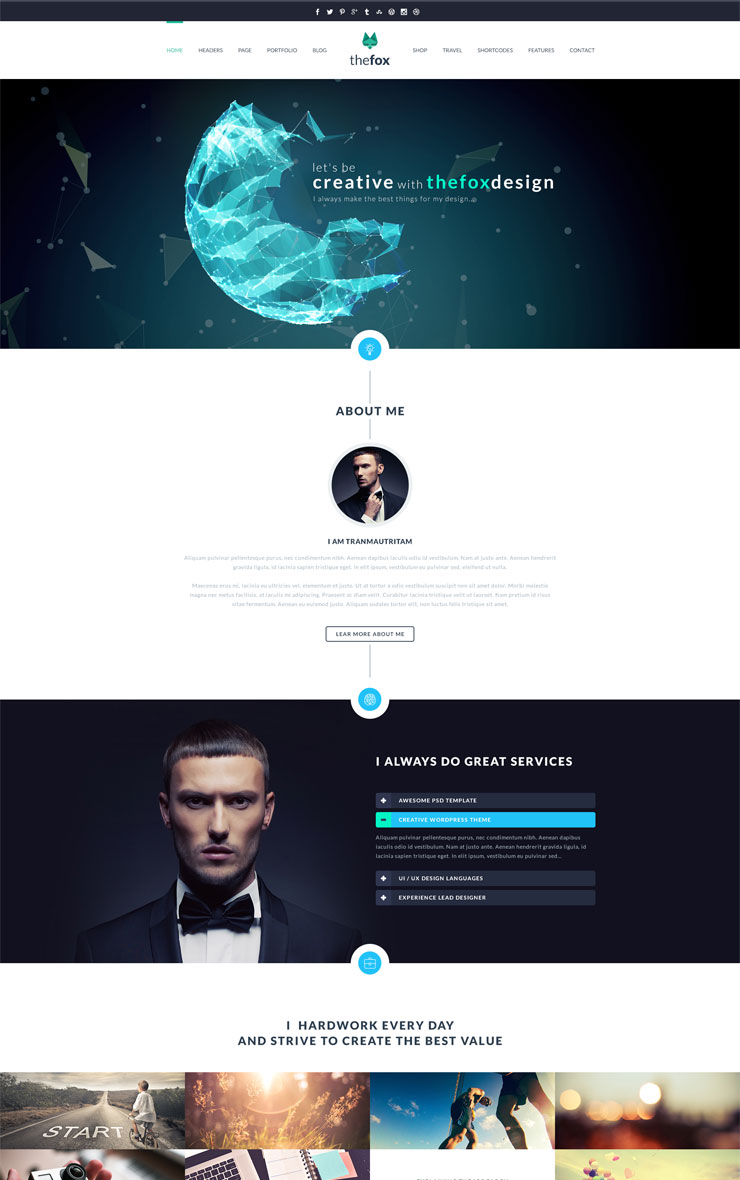 HOME
HEADERS
PAGE
PORTFOLIO
BLOG
thefox
SHOP
TRAVEL
SHORTCODES
FEATURES
CONTACT
let's be
creative with thefoxdesign
I always make the best things for my design...
ABOUT ME
I AM TRANMAUTRITAM
Aliquam pulvinar pellentesque purus, nec condimentum nibh. Aenean dapibus iaculis odio id vestibulum. Nam at justo ante. Aenean hendrerit
gravida ligula, id lacinia sapien tristique eget. In elit ipsum, vestibulum eu pulvinar sed, eleifend ut nulla.
Maecenas eros mi, lacinia eu ultricies vel, elementum et justo. Ut at tortor a odio vestibulum suscipit non sit amet dolor. Morbi molestie
magna nec metus facilisis, at iaculis mi adipiscing. Praesent ac diam velit. Curabitur lacinia tristique velit ut laoreet. Nam pretium id risus
vitae fermentum. Aenean eu euismod justo. Aliquam sodales tortor elit, non luctus felis tristique sit amet.
LEAR MORE ABOUT ME
I ALWAYS DO GREAT SERVICES
AWESOME PSD TEMPLATE
CREATIVE WORDPRESS THEME
Aliquam pulvinar pellentesque purus, nec condimentum nibh. Aenean dapibus
iaculis odio id vestibulum. Nam at justo ante. Aenean hendrerit gravida ligula, id
lacinia sapien tristique eget. In elit ipsum, vestibulum eu pulvinar sed...
UI / UX DESIGN LANGUAGES
EXPERIENCE LEAD DESIGNER
I HARDWORK EVERY DAY
AND STRIVE TO CREATE THE BEST VALUE
START